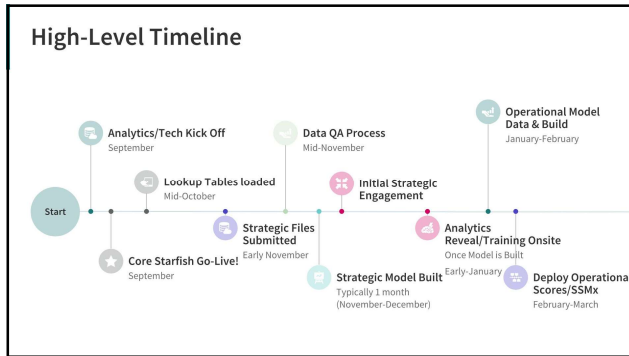 High-Level Timeline
Start
Analytics/Tech Kick Off
September
Core Starfish Go-Live!
September
Lookup Tables loaded
Mid-October
Strategic Files
Submitted
Early November
Data QA Process
Mid-November
Strategic Model Built
Typically 1 month
(November-December)
Initial Strategic
Engagement
Analytics
Reveal/Training Onsite
Once Model is Built
Early-January
Operational Model
Data & Build
January-February
Deploy Operational
Scores/SSMx
February-March